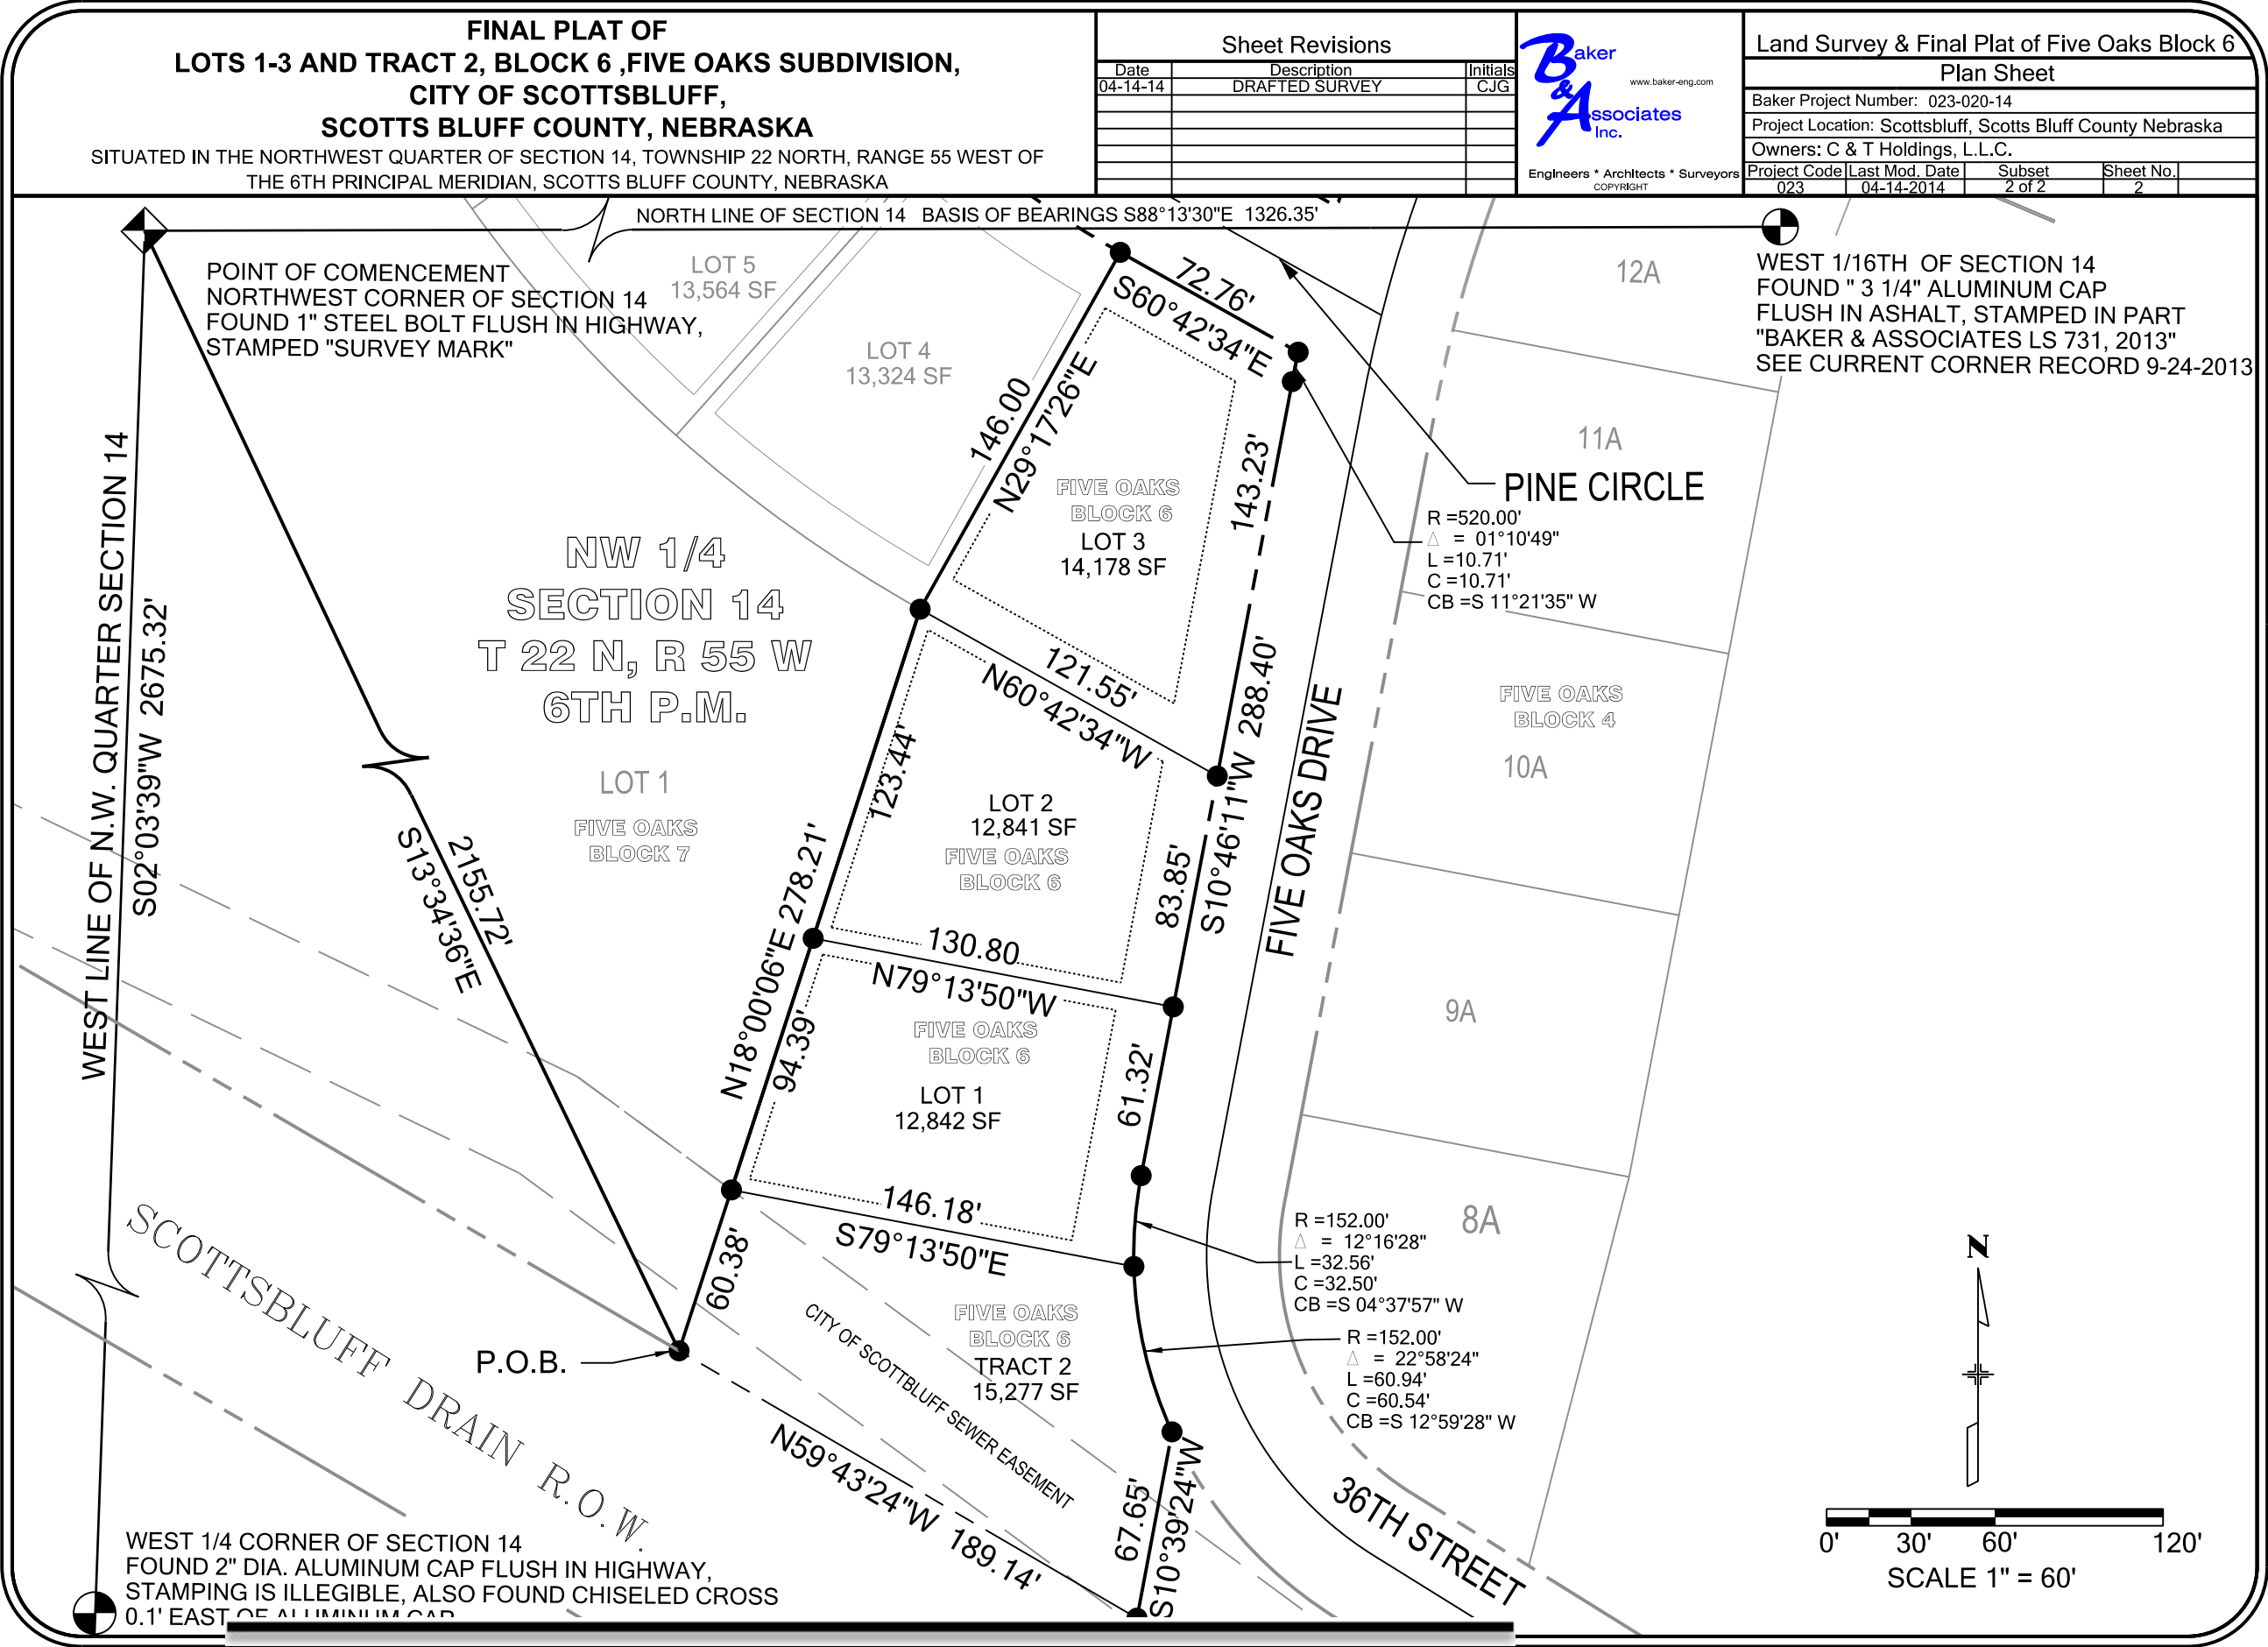 FINAL PLAT OF
LOTS 1-3 AND TRACT 2, BLOCK 6 ,FIVE OAKS SUBDIVISION,
CITY OF SCOTTSBLUFF,
SCOTTS BLUFF COUNTY, NEBRASKA
SITUATED IN THE NORTHWEST QUARTER OF SECTION 14, TOWNSHIP 22 NORTH, RANGE 55 WEST OF
THE 6TH PRINCIPAL MERIDIAN, SCOTTS BLUFF COUNTY, NEBRASKA
Sheet Revisions
Date Description Initials
04-14-14 DRAFTED SURVEY CJG
Baker
& Associates
Inc.
www.baker-eng.com
Engineers * Architects * Surveyors
COPYRIGHT
Land Survey & Final Plat of Five Oaks Block 6
Plan Sheet
Baker Project Number: 023-020-14
Project Location: Scottsbluff, Scotts Bluff County Nebraska
Owners: C & T Holdings, L.L.C.
Project Code Last Mod. Date Subset Sheet No.
023 04-14-2014 2 of 2 2
NORTH LINE OF SECTION 14 BASIS OF BEARINGS S88°13'30"E 1326.35'
POINT OF COMENCEMENT
NORTHWEST CORNER OF SECTION 14
FOUND 1" STEEL BOLT FLUSH IN HIGHWAY,
STAMPED "SURVEY MARK"
WEST 1/16TH OF SECTION 14
FOUND " 3 1/4" ALUMINUM CAP
FLUSH IN ASHALT, STAMPED IN PART
"BAKER & ASSOCIATES LS 731, 2013"
SEE CURRENT CORNER RECORD 9-24-2013
LOT 5
13,564 SF
LOT 4
13,324 SF
72.76'
S60°42'34"E
146.00
N29°17'26"E
143.23'
12A
11A
PINE CIRCLE
R =520.00'
Δ = 01°10'49"
L =10.71'
C =10.71'
CB =S 11°21'35" W
FIVE OAKS
BLOCK 6
LOT 3
14,178 SF
NW 1/4
SECTION 14
T 22 N, R 55 W
6TH P.M.
WEST LINE OF N.W. QUARTER SECTION 14
S02°03'39"W 2675.32'
121.55'
N60°42'34"W
S10°46'11"W 288.40'
FIVE OAKS DRIVE
FIVE OAKS
BLOCK 4
10A
LOT 1
FIVE OAKS
BLOCK 7
2155.72'
S13°34'36"E
123.44'
LOT 2
12,841 SF
FIVE OAKS
BLOCK 6
83.85'
N18°00'06"E 278.21'
130.80
N79°13'50"W
9A
94.39'
FIVE OAKS
BLOCK 6
LOT 1
12,842 SF
61.32'
146.18'
S79°13'50"E
60.38'
8A
R =152.00'
Δ = 12°16'28"
L =32.56'
C =32.50'
CB =S 04°37'57" W
R =152.00'
Δ = 22°58'24"
L =60.94'
C =60.54'
CB =S 12°59'28" W
SCOTTSBLUFF DRAIN R.O.W.
P.O.B.
CITY OF SCOTTBLUFF SEWER EASEMENT
FIVE OAKS
BLOCK 6
TRACT 2
15,277 SF
N59°43'24"W 189.14'
67.65'
S10°39'24"W
36TH STREET
N
0' 30' 60' 120'
SCALE 1" = 60'
WEST 1/4 CORNER OF SECTION 14
FOUND 2" DIA. ALUMINUM CAP FLUSH IN HIGHWAY,
STAMPING IS ILLEGIBLE, ALSO FOUND CHISELED CROSS
0.1' EAST OF ALUMINUM CAP